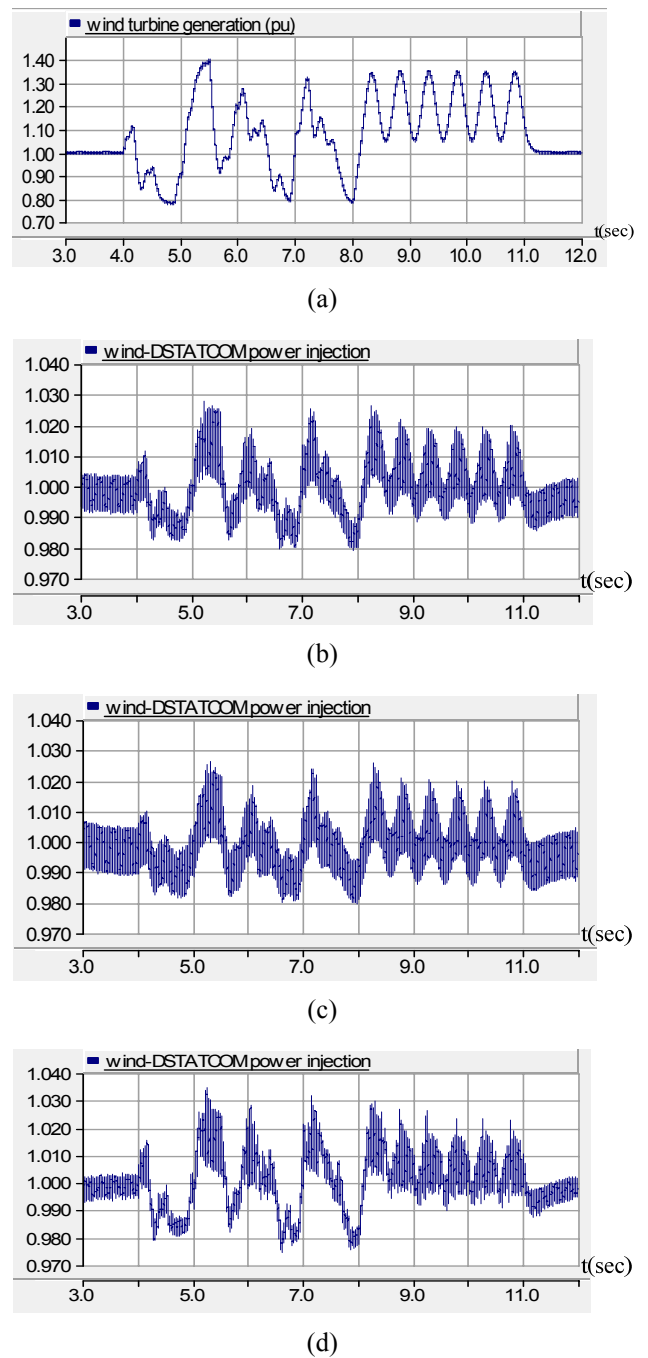 wind turbine generation (pu)
1.40
1.30
1.20
1.10
1.00
0.90
0.80
0.70
t(sec)
3.0 4.0 5.0 6.0 7.0 8.0 9.0 10.0 11.0 12.0
(a)
wind-DSTATCOM power injection
1.040
1.030
1.020
1.010
1.000
0.990
0.980
0.970
t(sec)
3.0 5.0 7.0 9.0 11.0
(b)
wind-DSTATCOM power injection
1.040
1.030
1.020
1.010
1.000
0.990
0.980
0.970
t(sec)
3.0 5.0 7.0 9.0 11.0
(c)
wind-DSTATCOM power injection
1.040
1.030
1.020
1.010
1.000
0.990
0.980
0.970
t(sec)
3.0 5.0 7.0 9.0 11.0
(d)